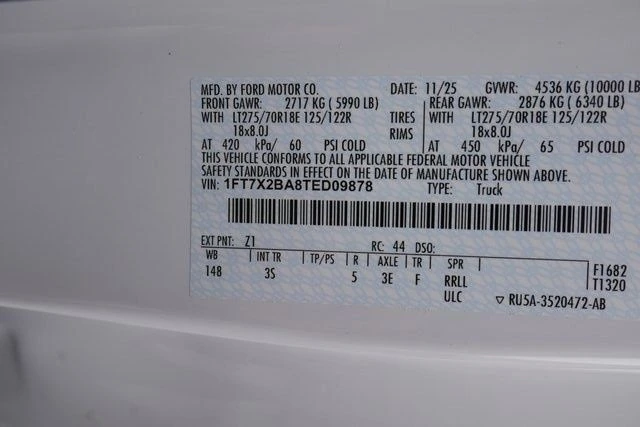 MFD. BY FORD MOTOR CO. DATE: 11/25 GVWR: 4536 KG (10000 LB
FRONT GAWR: 2717 KG ( 5990 LB) REAR GAWR: 2876 KG ( 6340 LB)
WITH LT275/70R18E 125/122R TIRES WITH LT275/70R18E 125/122R
18x8.0J RIMS 18x8.0J
AT 420 kPa/ 60 PSI COLD AT 450 kPa/ 65 PSI COLD
THIS VEHICLE CONFORMS TO ALL APPLICABLE FEDERAL MOTOR VEHICLE
SAFETY STANDARDS IN EFFECT ON THE DATE OF MANUFACTURE SHOWN ABOVE.
VIN: 1FT7X2BA8TED09878 TYPE: Truck
EXT PNT: Z1 RC: 44 DSO:
WB INT TR TP/PS R AXLE TR SPR F1682
148 3S 5 3E F RRLL T1320
ULC ▽ RU5A-3520472-AB